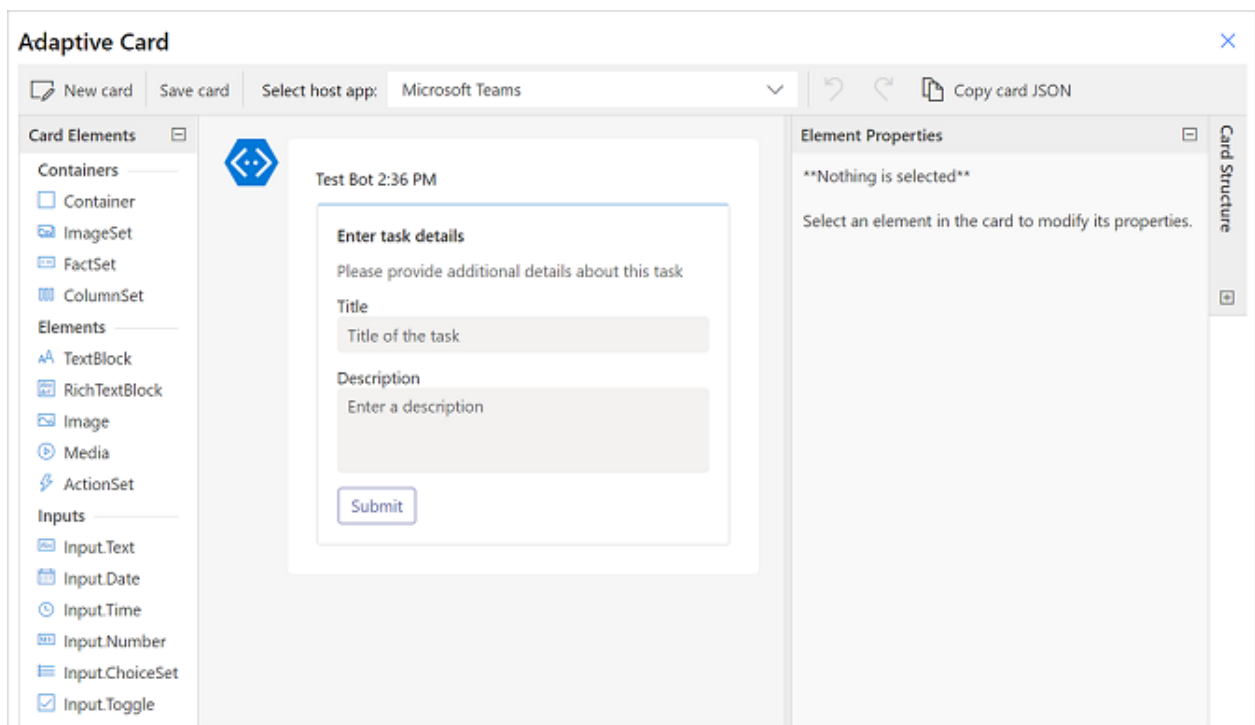 Adaptive Card
New card Save card Select host app: Microsoft Teams Copy card JSON
Card Elements
Containers
Container
ImageSet
FactSet
ColumnSet
Elements
TextBlock
RichTextBlock
Image
Media
ActionSet
Inputs
Input.Text
Input.Date
Input.Time
Input.Number
Input.ChoiceSet
Input.Toggle
Test Bot 2:36 PM
Enter task details
Please provide additional details about this task
Title
Title of the task
Description
Enter a description
Submit
Element Properties
**Nothing is selected**
Select an element in the card to modify its properties.
Card Structure